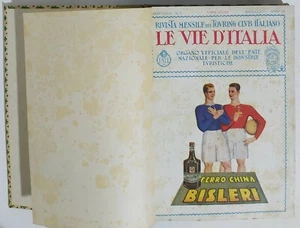 RIVISTA MENSILE DEL TOURING CLUB ITALIANO
LE VIE D'ITALIA
ORGANO UFFICIALE DELL'ENTE
NAZIONALE PER LE INDUSTRIE
TURISTICHE
FERRO CHINA
BISLERI